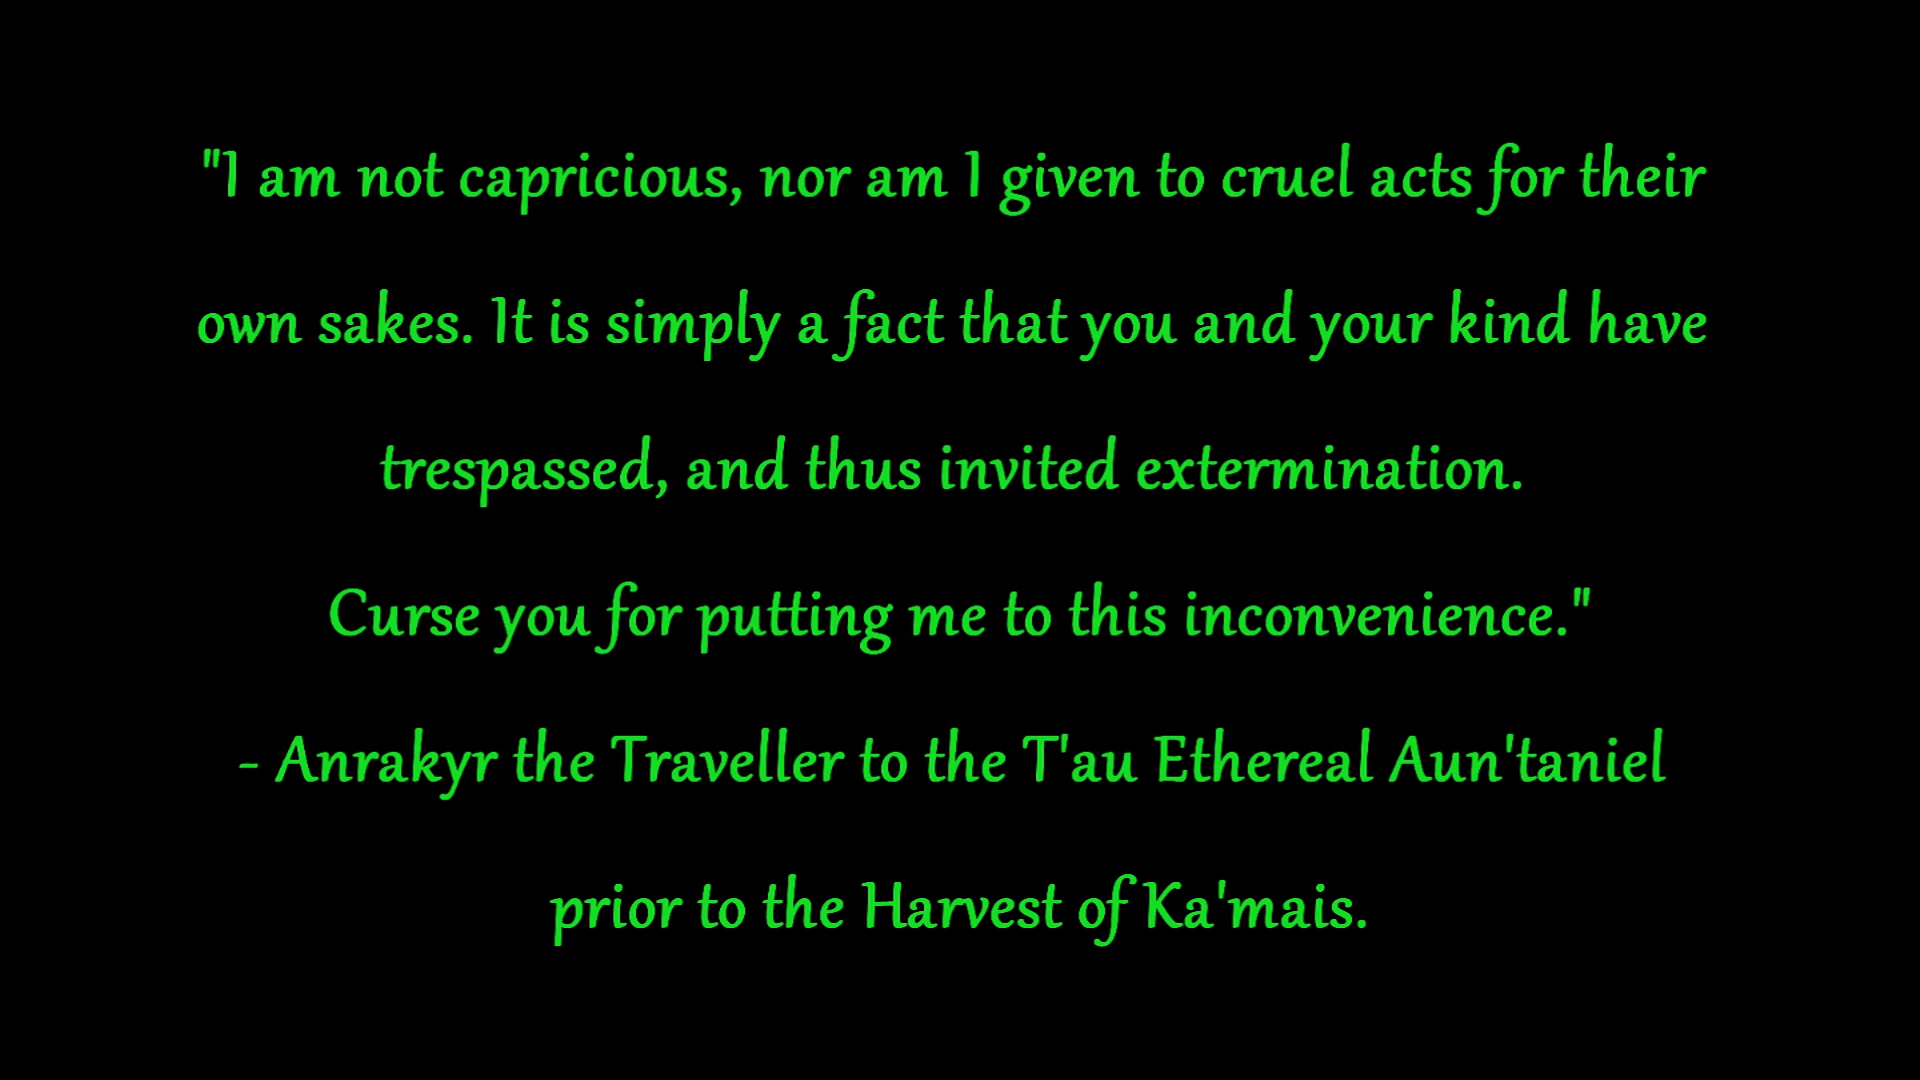 "I am not capricious, nor am I given to cruel acts for their
own sakes. It is simply a fact that you and your kind have
trespassed, and thus invited extermination.
Curse you for putting me to this inconvenience."
- Anrakyr the Traveller to the T'au Ethereal Aun'taniel
prior to the Harvest of Ka'mais.